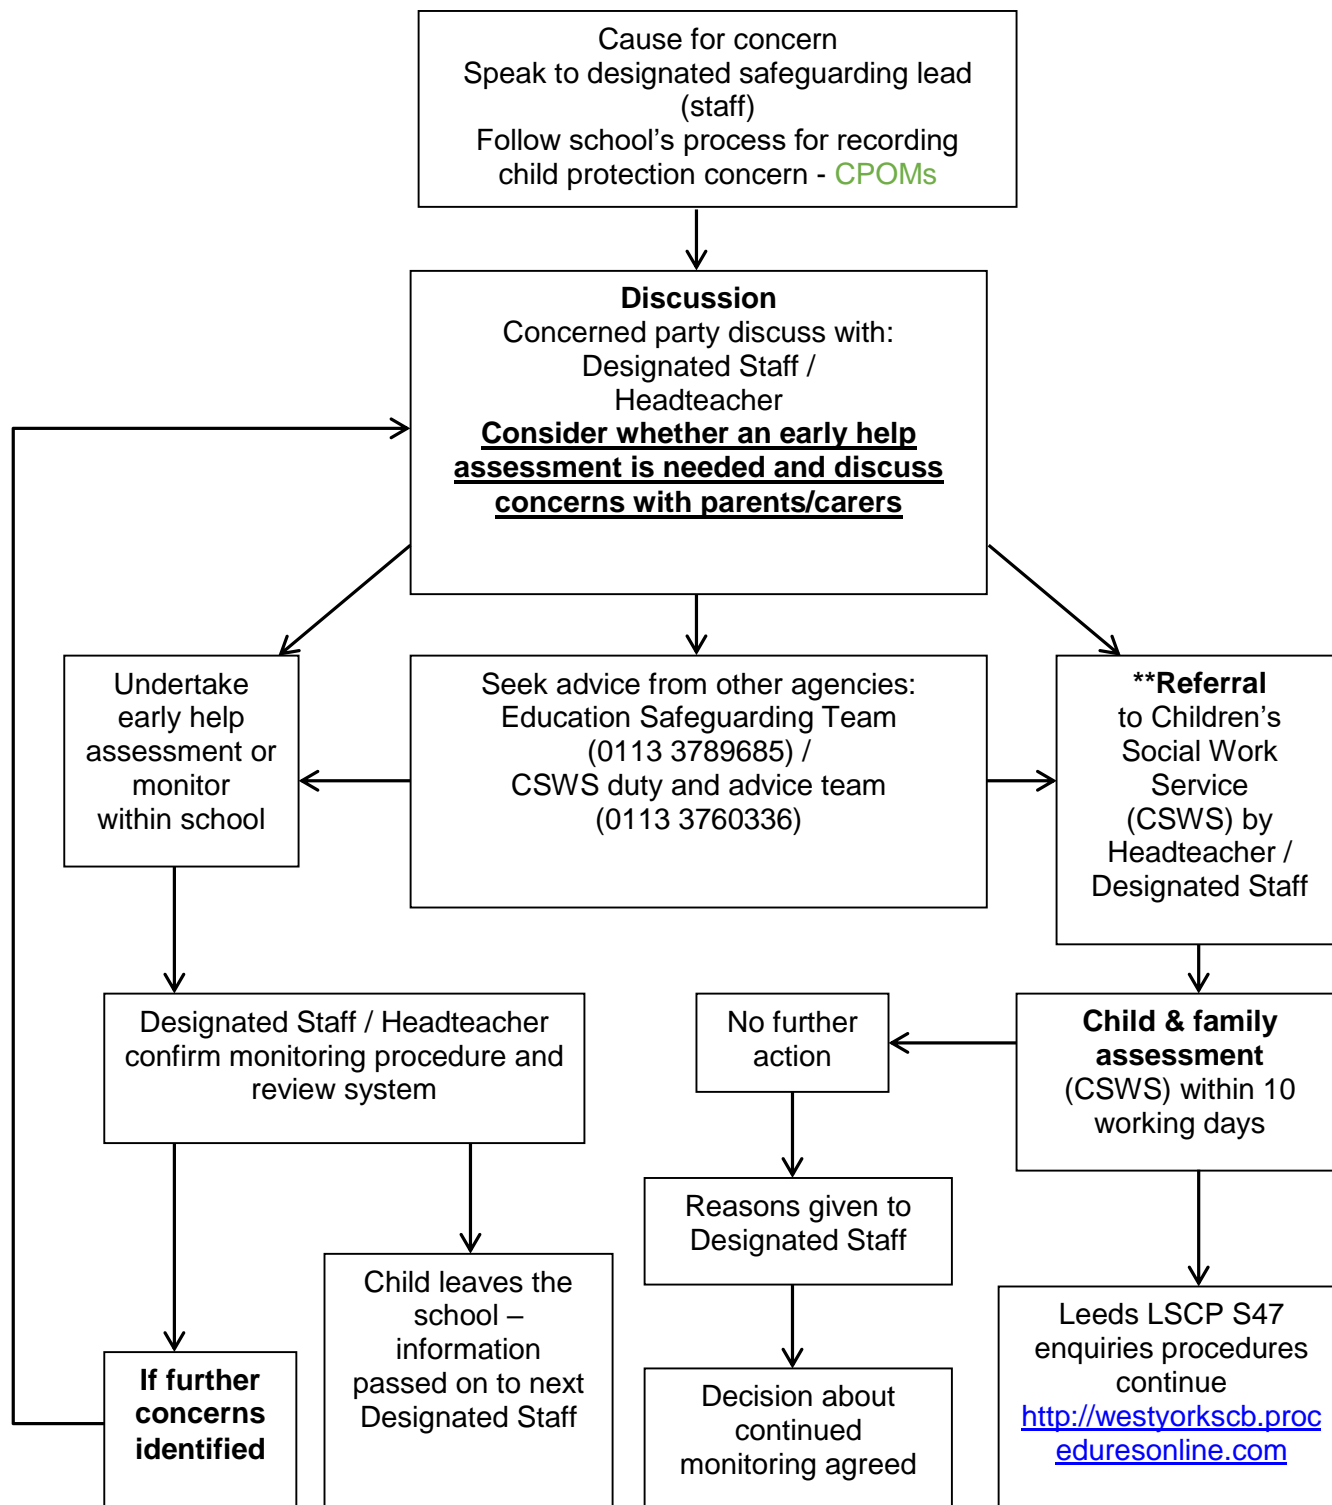 Cause for concern
Speak to designated safeguarding lead
(staff)
Follow school’s process for recording
child protection concern - CPOMs
Discussion
Concerned party discuss with:
Designated Staff /
Headteacher
Consider whether an early help
assessment is needed and discuss
concerns with parents/carers
Undertake
early help
assessment or
monitor
within school
Seek advice from other agencies:
Education Safeguarding Team
(0113 3789685) /
CSWS duty and advice team
(0113 3760336)
**Referral
to Children’s
Social Work
Service
(CSWS) by
Headteacher /
Designated Staff
Designated Staff / Headteacher
confirm monitoring procedure and
review system
No further
action
Child & family
assessment
(CSWS) within 10
working days
Reasons given to
Designated Staff
If further
concerns
identified
Child leaves the
school –
information
passed on to next
Designated Staff
Decision about
continued
monitoring agreed
Leeds LSCP S47
enquiries procedures
continue
http://westyorkscb.proc
eduresonline.com